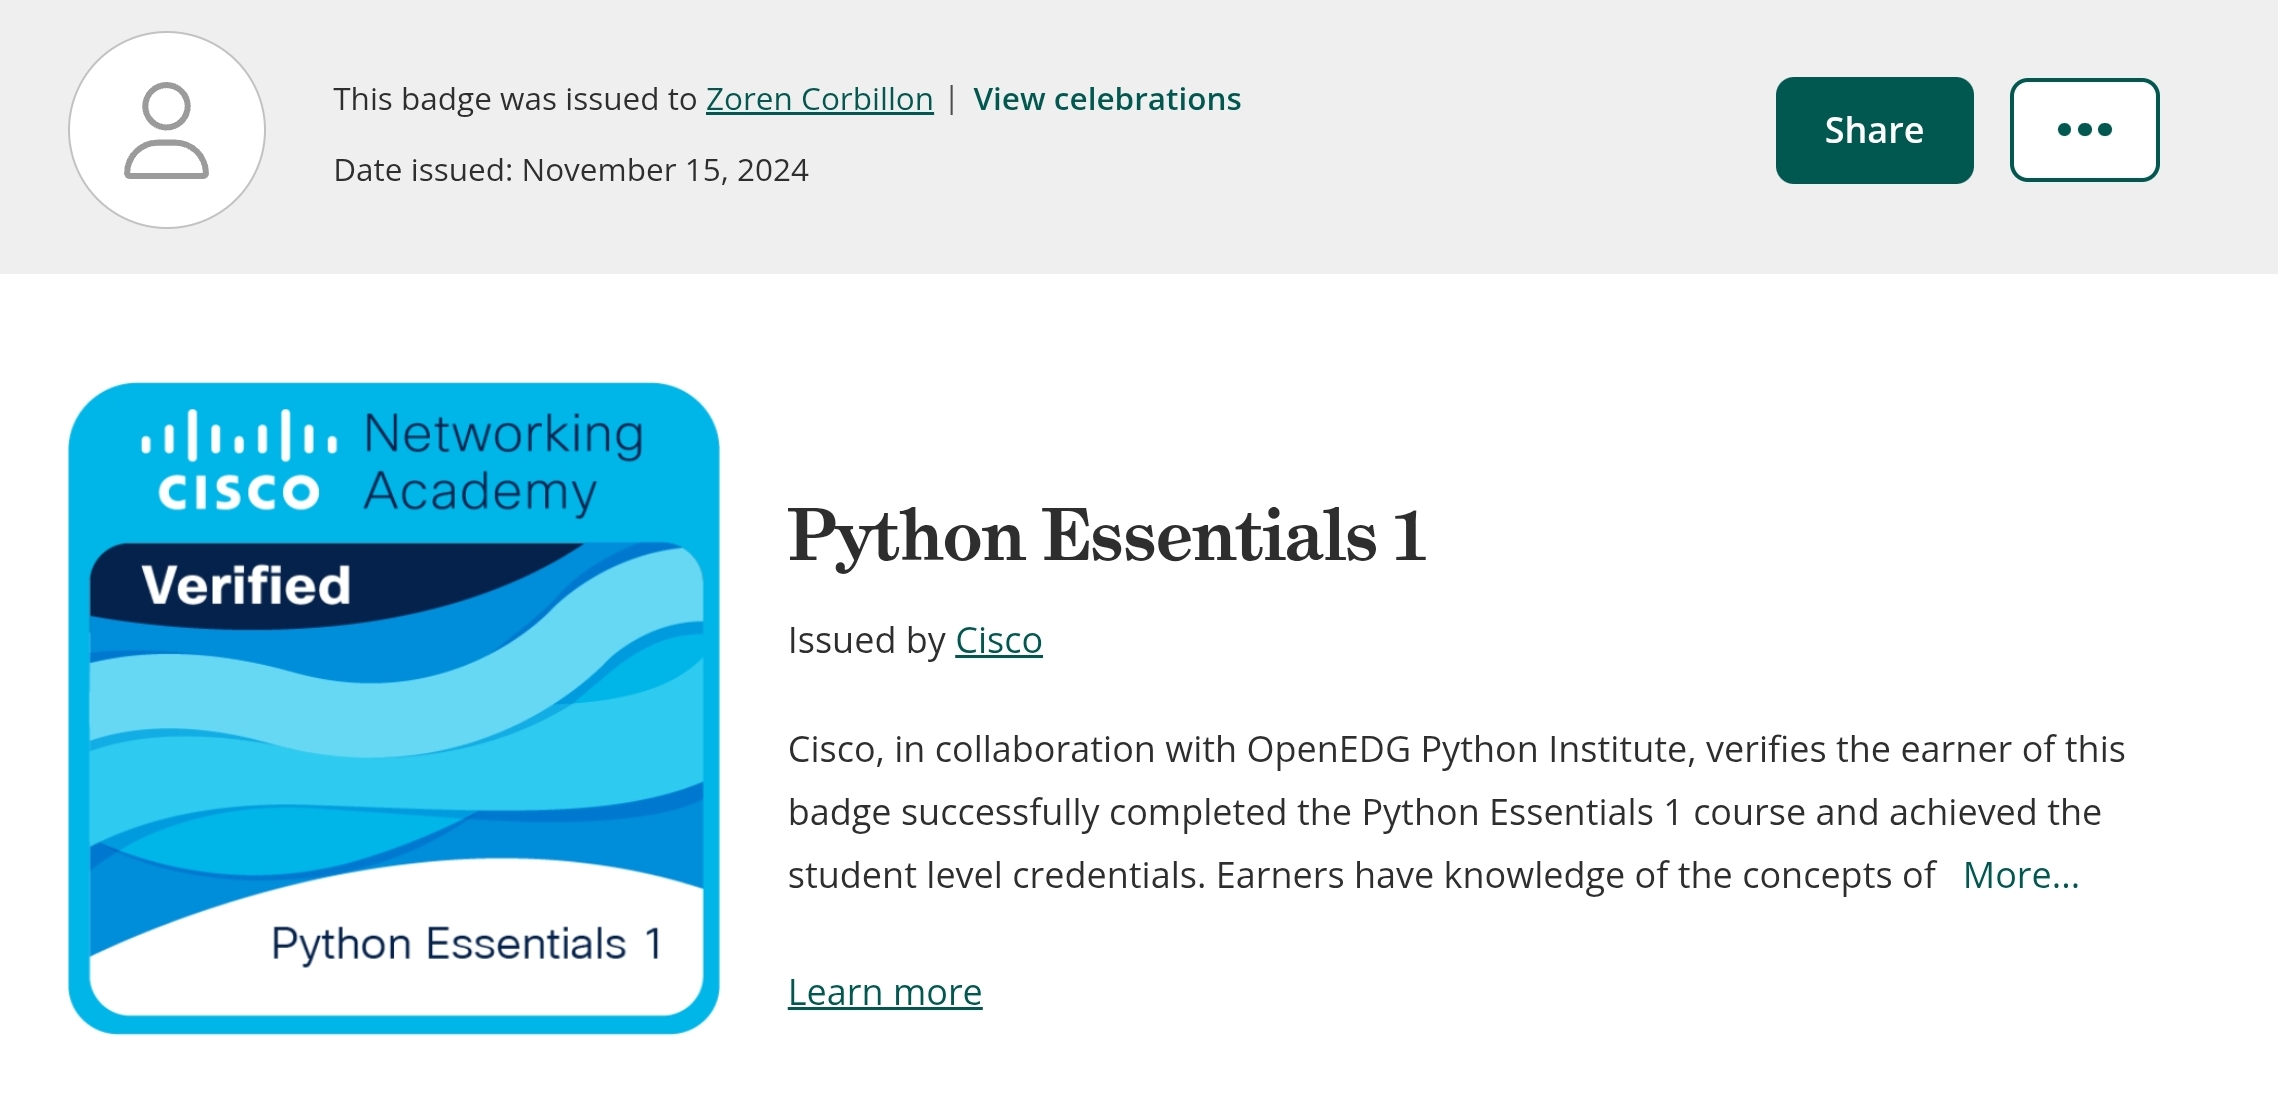 This badge was issued to Zoren Corbillon | View celebrations
Date issued: November 15, 2024
Share
•••
CISCO Networking Academy
Verified
Python Essentials 1
Python Essentials 1
Issued by Cisco
Cisco, in collaboration with OpenEDG Python Institute, verifies the earner of this
badge successfully completed the Python Essentials 1 course and achieved the
student level credentials. Earners have knowledge of the concepts of More...
Learn more